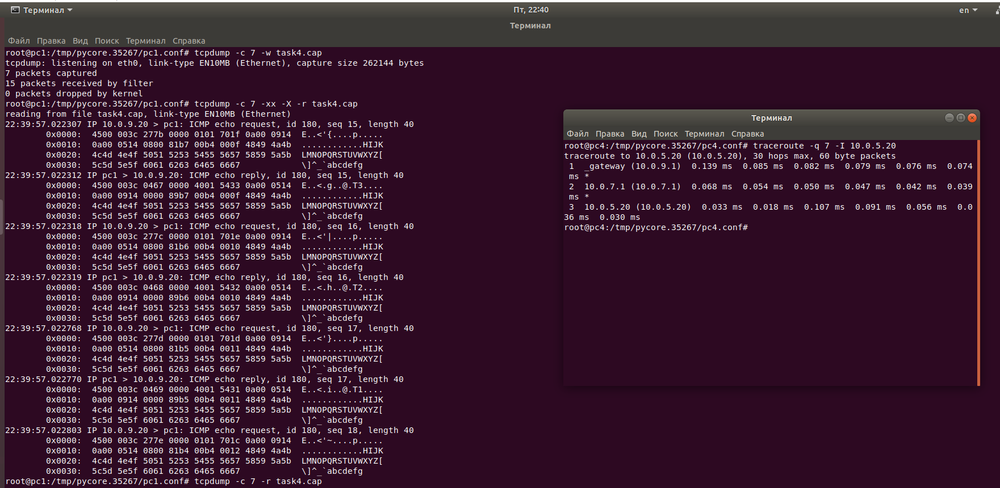 Терминал
Пт, 22:40
en
Терминал
Файл Правка Вид Поиск Терминал Справка
root@pc1:/tmp/pycore.35267/pc1.conf# tcpdump -c 7 -w task4.cap
tcpdump: listening on eth0, link-type EN10MB (Ethernet), capture size 262144 bytes
7 packets captured
15 packets received by filter
0 packets dropped by kernel
root@pc1:/tmp/pycore.35267/pc1.conf# tcpdump -c 7 -xx -X -r task4.cap
reading from file task4.cap, link-type EN10MB (Ethernet)
22:39:57.022307 IP 10.0.9.20 > pc1: ICMP echo request, id 180, seq 15, length 40
0x0000:  4500 003c 277b 0000 0101 701f 0a00 0914  E..<'{....p.....
0x0010:  0a00 0514 0800 81b7 00b4 000f 4849 4a4b  ............HIJK
0x0020:  4c4d 4e4f 5051 5253 5455 5657 5859 5a5b  LMNOPQRSTUVWXYZ[
0x0030:  5c5d 5e5f 6061 6263 6465 6667            \]^_`abcdefg
22:39:57.022312 IP pc1 > 10.0.9.20: ICMP echo reply, id 180, seq 15, length 40
0x0000:  4500 003c 0467 0000 4001 5433 0a00 0514  E..<.g..@.T3....
0x0010:  0a00 0914 0000 89b7 00b4 000f 4849 4a4b  ............HIJK
0x0020:  4c4d 4e4f 5051 5253 5455 5657 5859 5a5b  LMNOPQRSTUVWXYZ[
0x0030:  5c5d 5e5f 6061 6263 6465 6667            \]^_`abcdefg
22:39:57.022318 IP 10.0.9.20 > pc1: ICMP echo request, id 180, seq 16, length 40
0x0000:  4500 003c 277c 0000 0101 701e 0a00 0914  E..<'|....p.....
0x0010:  0a00 0514 0800 81b6 00b4 0010 4849 4a4b  ............HIJK
0x0020:  4c4d 4e4f 5051 5253 5455 5657 5859 5a5b  LMNOPQRSTUVWXYZ[
0x0030:  5c5d 5e5f 6061 6263 6465 6667            \]^_`abcdefg
22:39:57.022319 IP pc1 > 10.0.9.20: ICMP echo reply, id 180, seq 16, length 40
0x0000:  4500 003c 0468 0000 4001 5432 0a00 0514  E..<.h..@.T2....
0x0010:  0a00 0914 0000 89b6 00b4 0010 4849 4a4b  ............HIJK
0x0020:  4c4d 4e4f 5051 5253 5455 5657 5859 5a5b  LMNOPQRSTUVWXYZ[
0x0030:  5c5d 5e5f 6061 6263 6465 6667            \]^_`abcdefg
22:39:57.022768 IP 10.0.9.20 > pc1: ICMP echo request, id 180, seq 17, length 40
0x0000:  4500 003c 277d 0000 0101 701d 0a00 0914  E..<'}....p.....
0x0010:  0a00 0514 0800 81b5 00b4 0011 4849 4a4b  ............HIJK
0x0020:  4c4d 4e4f 5051 5253 5455 5657 5859 5a5b  LMNOPQRSTUVWXYZ[
0x0030:  5c5d 5e5f 6061 6263 6465 6667            \]^_`abcdefg
22:39:57.022770 IP pc1 > 10.0.9.20: ICMP echo reply, id 180, seq 17, length 40
0x0000:  4500 003c 0469 0000 4001 5431 0a00 0514  E..<.i..@.T1....
0x0010:  0a00 0914 0000 89b5 00b4 0011 4849 4a4b  ............HIJK
0x0020:  4c4d 4e4f 5051 5253 5455 5657 5859 5a5b  LMNOPQRSTUVWXYZ[
0x0030:  5c5d 5e5f 6061 6263 6465 6667            \]^_`abcdefg
22:39:57.022803 IP 10.0.9.20 > pc1: ICMP echo request, id 180, seq 18, length 40
0x0000:  4500 003c 277e 0000 0101 701c 0a00 0914  E..<'~....p.....
0x0010:  0a00 0514 0800 81b4 00b4 0012 4849 4a4b  ............HIJK
0x0020:  4c4d 4e4f 5051 5253 5455 5657 5859 5a5b  LMNOPQRSTUVWXYZ[
0x0030:  5c5d 5e5f 6061 6263 6465 6667            \]^_`abcdefg
root@pc1:/tmp/pycore.35267/pc1.conf# tcpdump -c 7 -r task4.cap
Терминал
Файл Правка Вид Поиск Терминал Справка
root@pc4:/tmp/pycore.35267/pc4.conf# traceroute -q 7 -I 10.0.5.20
traceroute to 10.0.5.20 (10.0.5.20), 30 hops max, 60 byte packets
1  _gateway (10.0.9.1)  0.139 ms  0.085 ms  0.082 ms  0.079 ms  0.076 ms  0.074
ms *
2  10.0.7.1 (10.0.7.1)  0.068 ms  0.054 ms  0.050 ms  0.047 ms  0.042 ms  0.039
ms *
3  10.0.5.20 (10.0.5.20)  0.033 ms  0.018 ms  0.107 ms  0.091 ms  0.056 ms  0.0
36 ms  0.030 ms
root@pc4:/tmp/pycore.35267/pc4.conf#